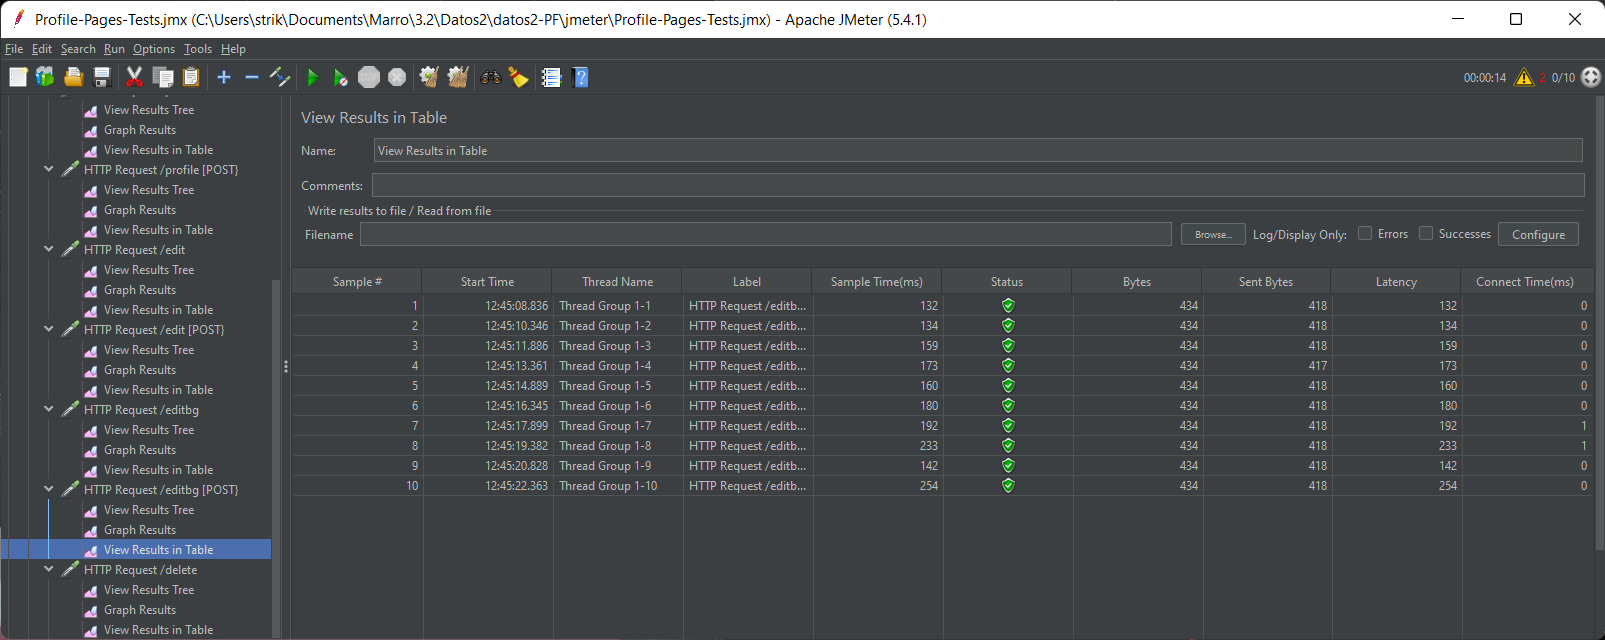 Profile-Pages-Tests.jmx (C:\Users\strik\Documents\Marro\3.2\Datos2\datos2-PF\jmeter\Profile-Pages-Tests.jmx) - Apache JMeter (5.4.1)
File Edit Search Run Options Tools Help
STOP
00:00:14 2 0/10
View Results Tree
Graph Results
View Results in Table
HTTP Request /profile [POST}
View Results Tree
Graph Results
View Results in Table
HTTP Request /edit
View Results Tree
Graph Results
View Results in Table
HTTP Request /edit [POST}
View Results Tree
Graph Results
View Results in Table
HTTP Request /editbg
View Results Tree
Graph Results
View Results in Table
HTTP Request /editbg [POST}
View Results Tree
Graph Results
View Results in Table
HTTP Request /delete
View Results Tree
Graph Results
View Results in Table
View Results in Table
Name: View Results in Table
Comments:
Write results to file / Read from file
Filename Browse... Log/Display Only: Errors Successes Configure
Sample # Start Time Thread Name Label Sample Time(ms) Status Bytes Sent Bytes Latency Connect Time(ms)
1 12:45:08.836 Thread Group 1-1 HTTP Request /editb... 132 434 418 132 0
2 12:45:10.346 Thread Group 1-2 HTTP Request /editb... 134 434 418 134 0
3 12:45:11.886 Thread Group 1-3 HTTP Request /editb... 159 434 418 159 0
4 12:45:13.361 Thread Group 1-4 HTTP Request /editb... 173 434 417 173 0
5 12:45:14.889 Thread Group 1-5 HTTP Request /editb... 160 434 418 160 0
6 12:45:16.345 Thread Group 1-6 HTTP Request /editb... 180 434 418 180 0
7 12:45:17.899 Thread Group 1-7 HTTP Request /editb... 192 434 418 192 1
8 12:45:19.382 Thread Group 1-8 HTTP Request /editb... 233 434 418 233 1
9 12:45:20.828 Thread Group 1-9 HTTP Request /editb... 142 434 418 142 0
10 12:45:22.363 Thread Group 1-10 HTTP Request /editb... 254 434 418 254 0